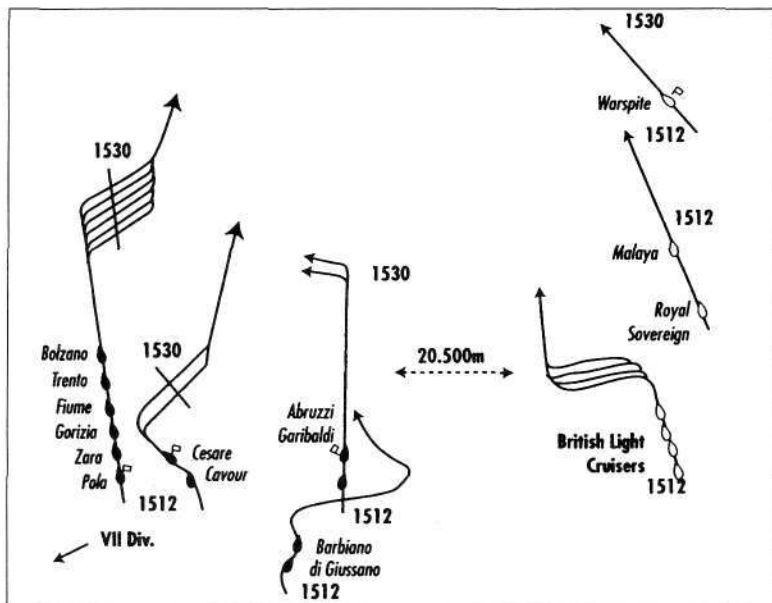 1530
Warspite
1512
1530
1512
Malaya
Royal
Sovereign
1530
1530
20.500m
Bolzano
Trento
Fiume
Gorizia
Zara
Pola
Abruzzi
Garibaldi
Cesare
Cavour
British Light
Cruisers
1512
1512
1512
VII Div.
Barbiano
di Giussano
1512